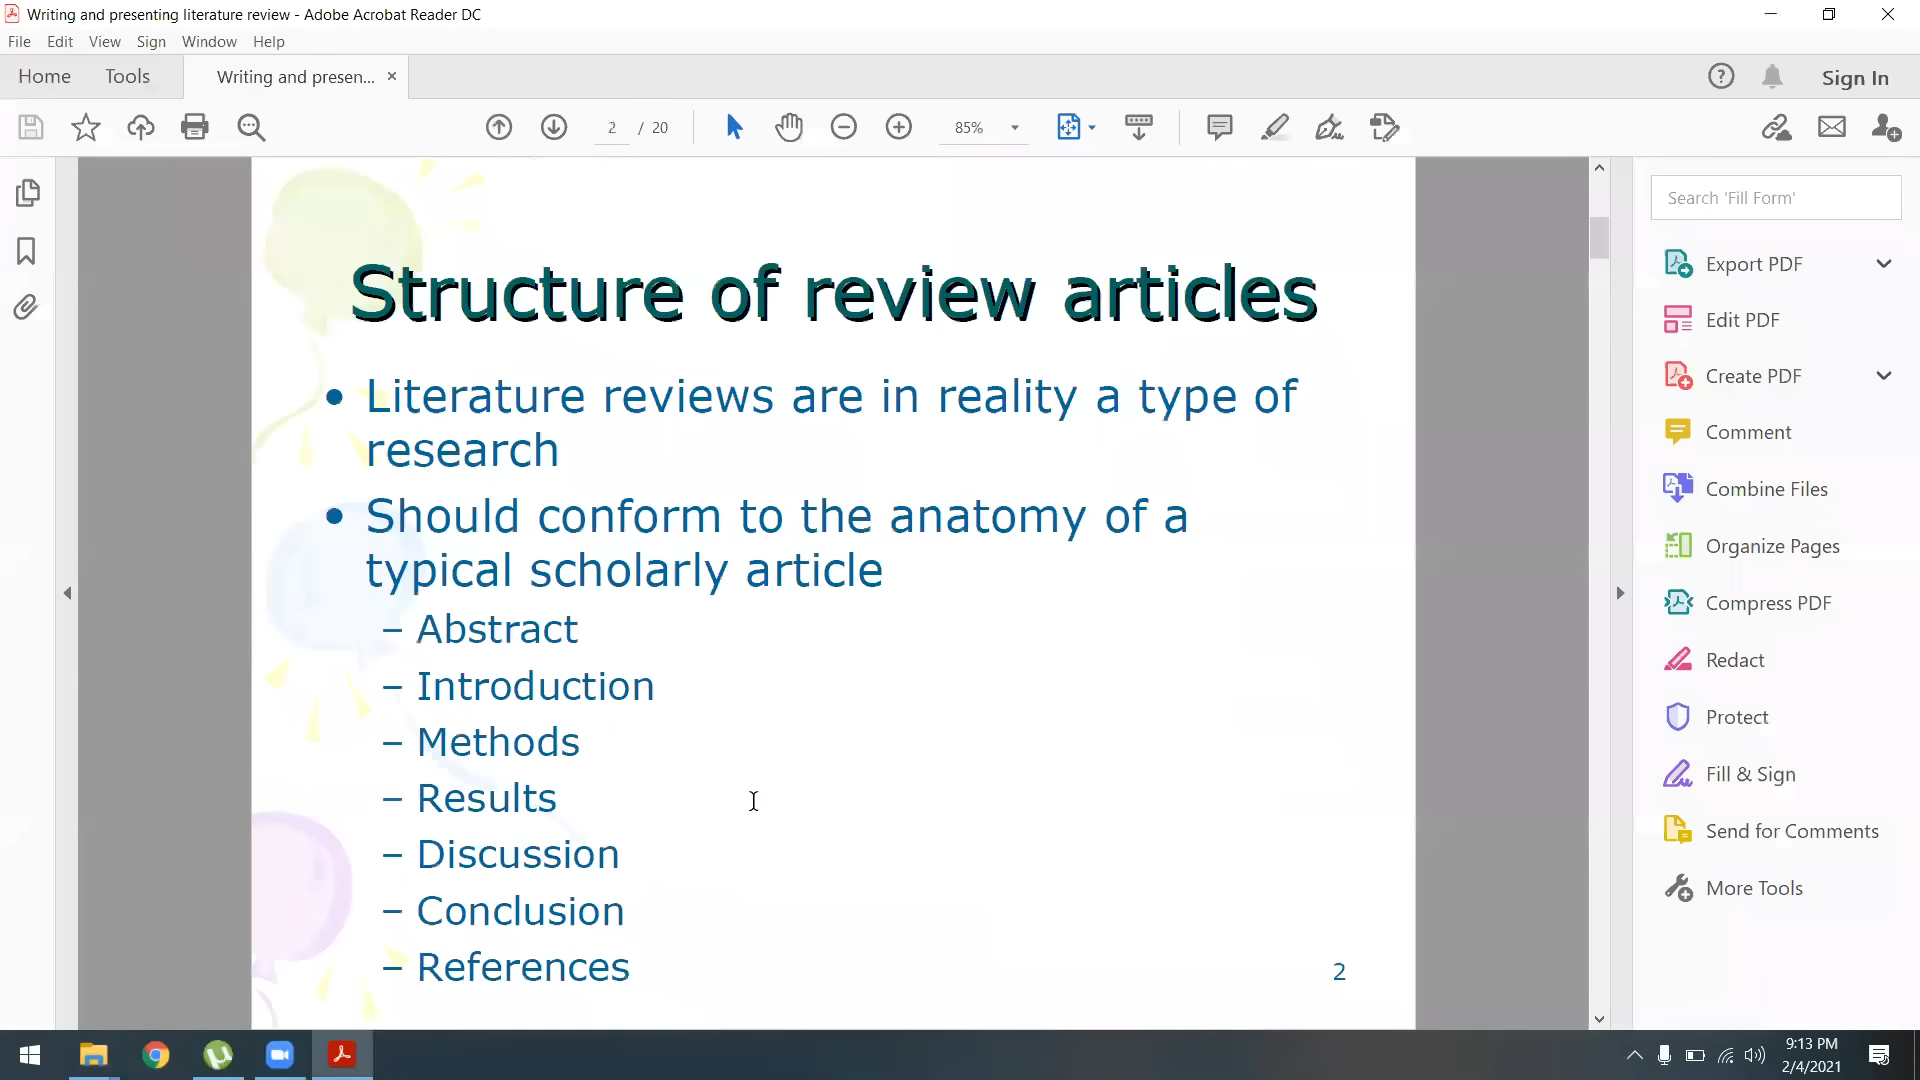 Writing and presenting literature review - Adobe Acrobat Reader DC
File Edit View Sign Window Help
Home Tools Writing and presen... × Sign In
2 / 20 85%
Search 'Fill Form'
Structure of review articles
• Literature reviews are in reality a type of
research
• Should conform to the anatomy of a
typical scholarly article
– Abstract
– Introduction
– Methods
– Results
– Discussion
– Conclusion
– References
2
Export PDF
Edit PDF
Create PDF
Comment
Combine Files
Organize Pages
Compress PDF
Redact
Protect
Fill & Sign
Send for Comments
More Tools
9:13 PM
2/4/2021